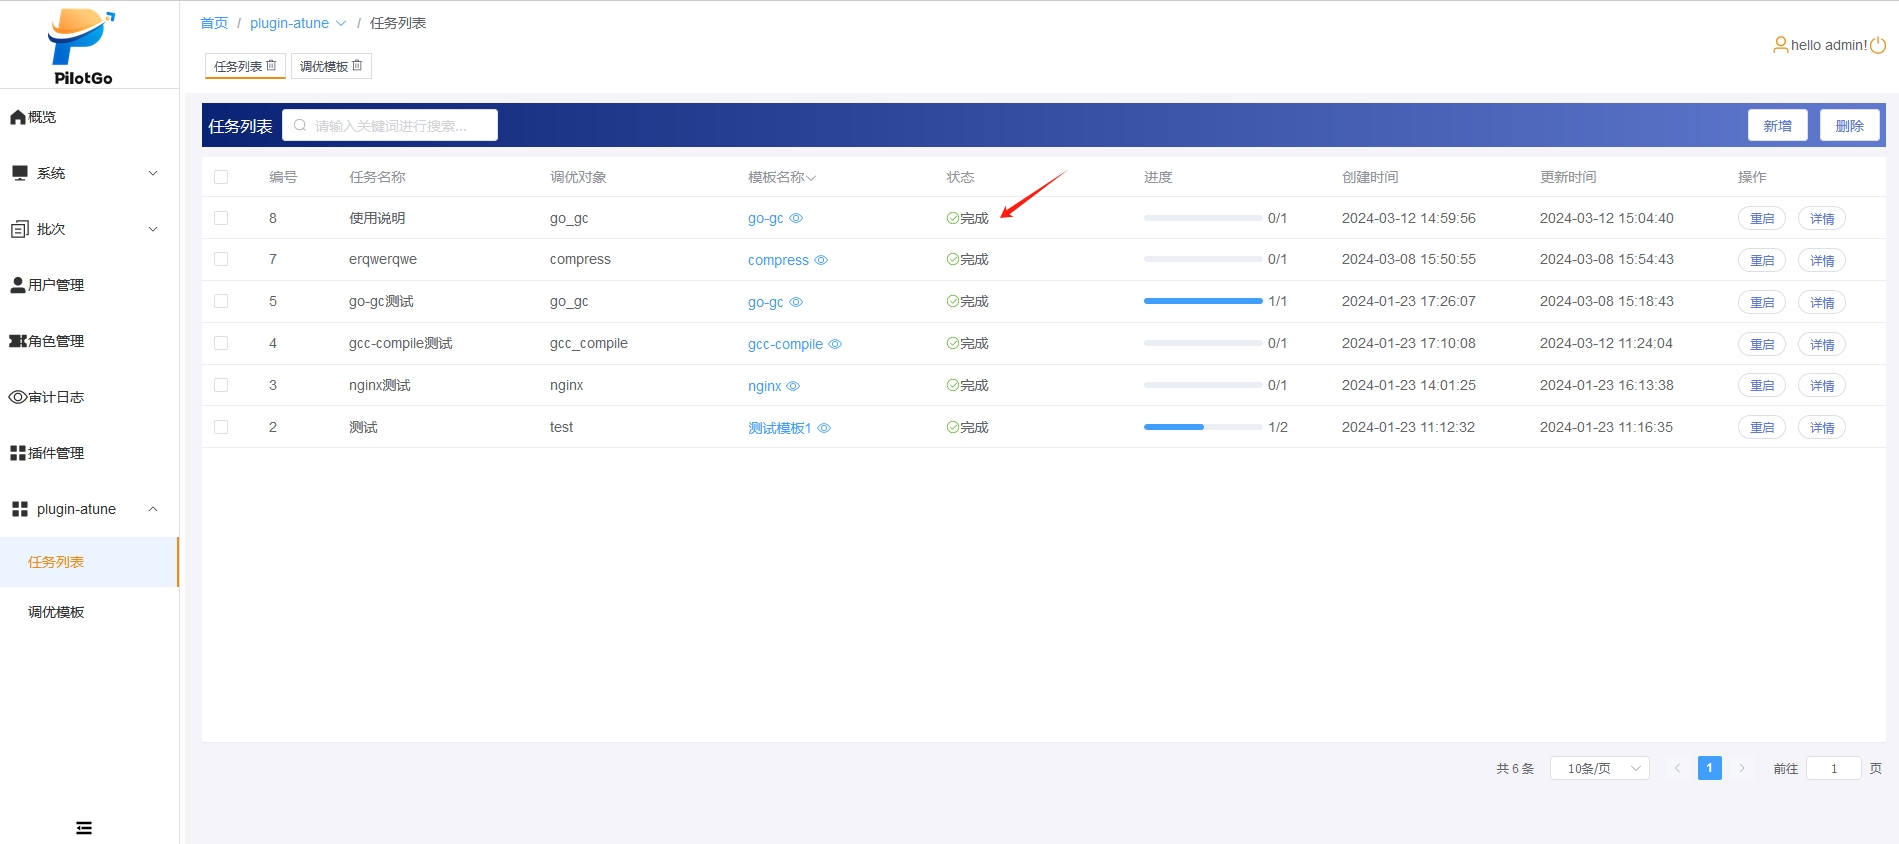 PilotGo
首页 / plugin-atune / 任务列表
hello admin!
任务列表 调优模板
概览
系统
批次
用户管理
角色管理
审计日志
插件管理
plugin-atune
任务列表
调优模板
任务列表 请输入关键词进行搜索... 新增 删除
编号 任务名称 调优对象 模板名称 状态 进度 创建时间 更新时间 操作
8 使用说明 go_gc go-gc 完成 0/1 2024-03-12 14:59:56 2024-03-12 15:04:40 重启 详情
7 erqwerqwe compress compress 完成 0/1 2024-03-08 15:50:55 2024-03-08 15:54:43 重启 详情
5 go-gc测试 go_gc go-gc 完成 1/1 2024-01-23 17:26:07 2024-03-08 15:18:43 重启 详情
4 gcc-compile测试 gcc_compile gcc-compile 完成 0/1 2024-01-23 17:10:08 2024-03-12 11:24:04 重启 详情
3 nginx测试 nginx nginx 完成 0/1 2024-01-23 14:01:25 2024-01-23 16:13:38 重启 详情
2 测试 test 测试模板1 完成 1/2 2024-01-23 11:12:32 2024-01-23 11:16:35 重启 详情
共 6 条 10条/页 1 前往 1 页